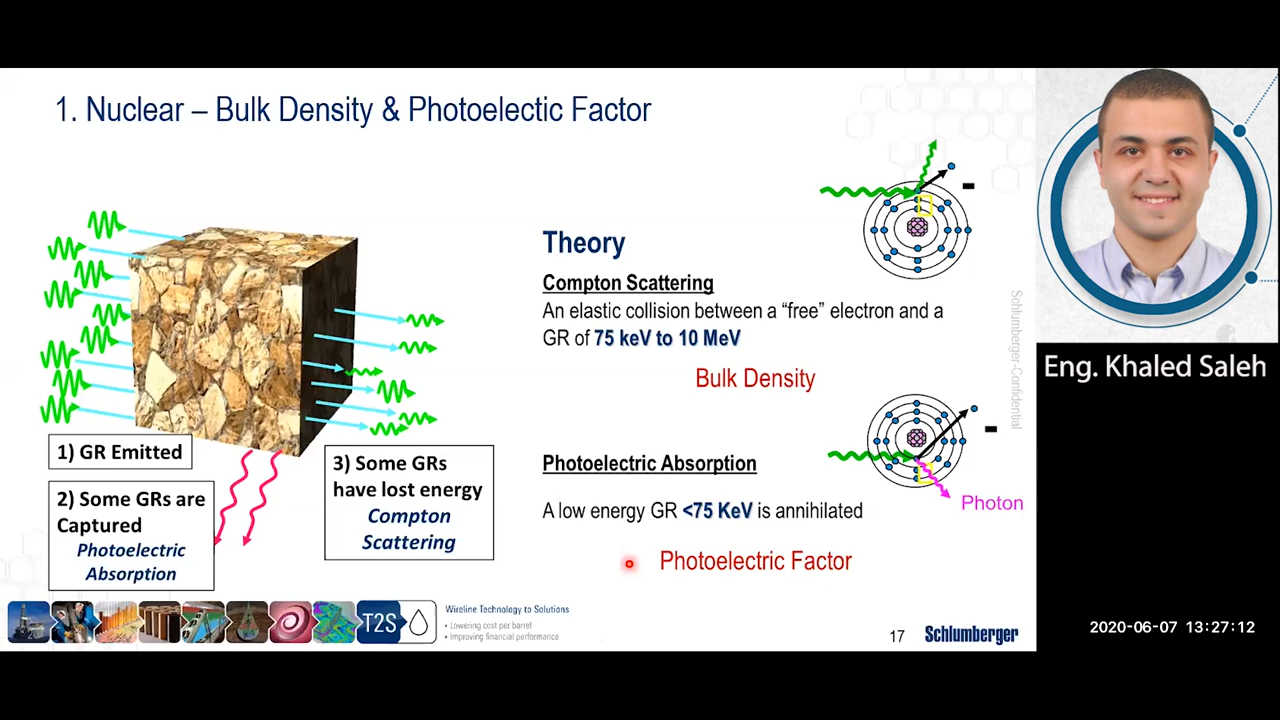 1. Nuclear – Bulk Density & Photoelectic Factor
Theory
Compton Scattering
An elastic collision between a “free” electron and a
GR of 75 keV to 10 MeV
Bulk Density
-
Photoelectric Absorption
A low energy GR <75 KeV is annihilated
Photoelectric Factor
-
Photon
1) GR Emitted
2) Some GRs are
Captured
Photoelectric
Absorption
3) Some GRs
have lost energy
Compton
Scattering
Schlumberger-Confidential
T2S
Wireline Technology to Solutions
• Lowering cost per barrel
• Improving financial performance
17
Schlumberger
Eng. Khaled Saleh
2020-06-07 13:27:12